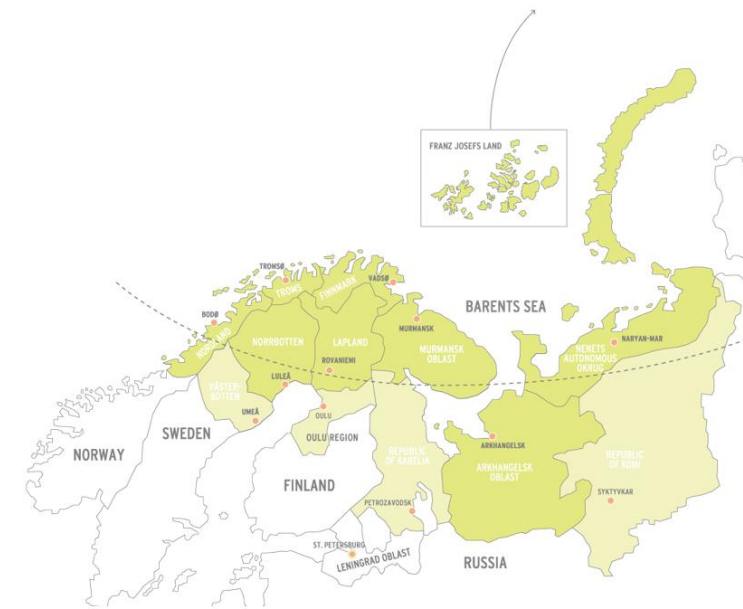 FRANZ JOSEFS LAND
TROMSØ
VADSØ
TROMS
FINNMARK
BARENTS SEA
BODØ
MURMANSK
NORDLAND
NORRBOTTEN
LAPLAND
MURMANSK
OBLAST
NARYAN-MAR
NENETS
AUTONOMOUS
OKRUG
ROVANIEMI
VÄSTER-
BOTTEN
LULEÅ
UMEÅ
OULU
SWEDEN
OULU REGION
NORWAY
ARKHANGELSK
REPUBLIC
OF KARELIA
ARKHANGELSK
OBLAST
REPUBLIC
OF KOMI
FINLAND
SYKTYVKAR
PETROZAVODSK
ST. PETERSBURG
LENINGRAD OBLAST
RUSSIA